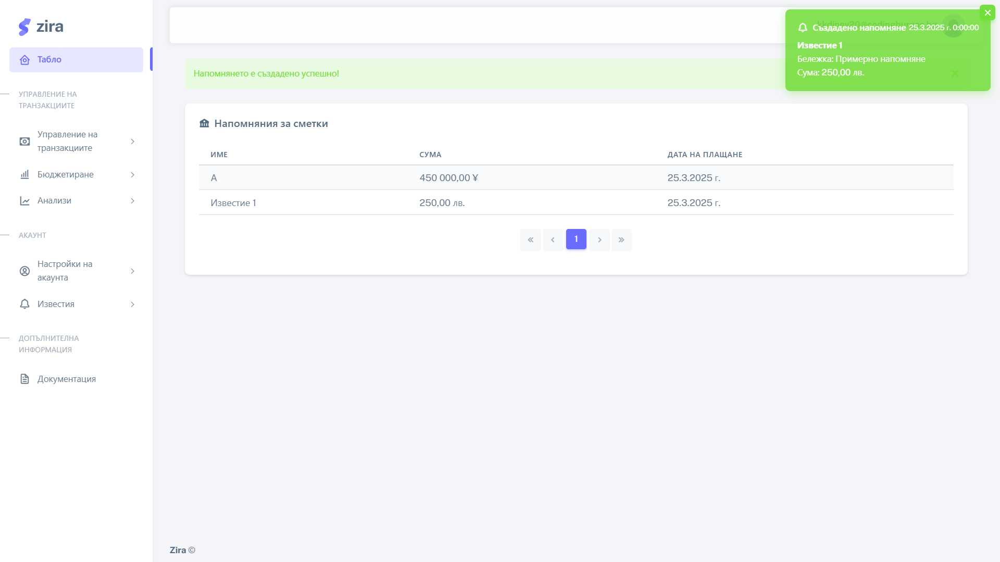 zira
Табло
УПРАВЛЕНИЕ НА
ТРАНЗАКЦИИТЕ
Управление на
транзакциите
Бюджетиране
Анализи
АКАУНТ
Настройки на
акаунта
Известия
ДОПЪЛНИТЕЛНА
ИНФОРМАЦИЯ
Документация
Създадено напомняне 25.3.2025 г. 0:00:00
Известие 1
Бележка: Примерно напомняне
Сума: 250,00 лв.
Напомнянето е създадено успешно!
Напомняния за сметки
ИМЕ СУМА ДАТА НА ПЛАЩАНЕ
А 450 000,00 ¥ 25.3.2025 г.
Известие 1 250,00 лв. 25.3.2025 г.
« ‹ 1 › »
Zira ©